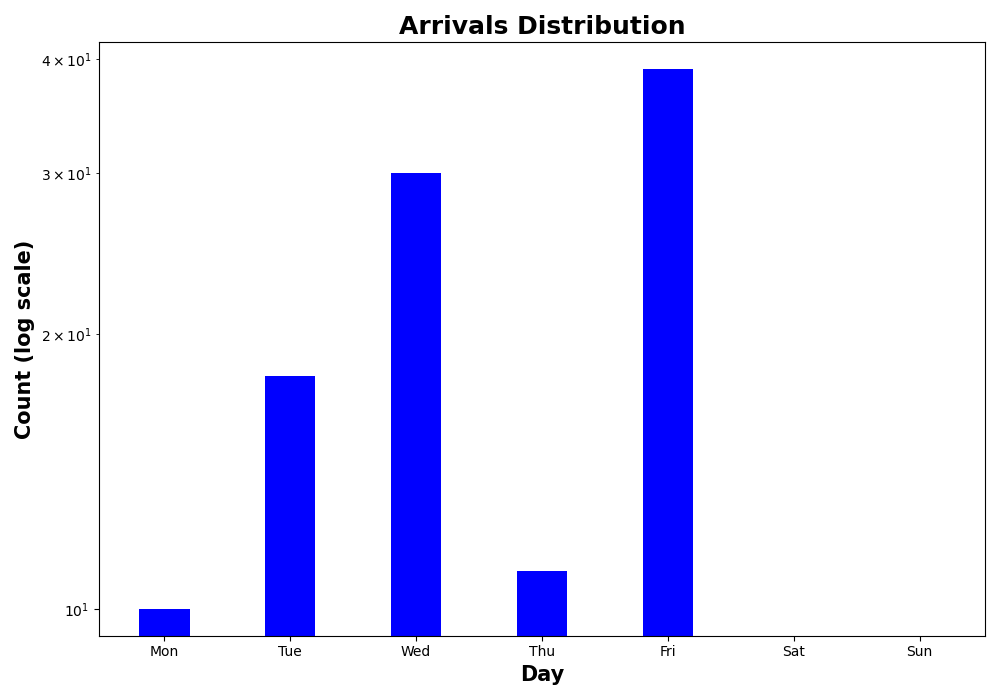 Arrivals Distribution
4 × 10¹
3 × 10¹
2 × 10¹
10¹
Count (log scale)
Mon Tue Wed Thu Fri Sat Sun
Day